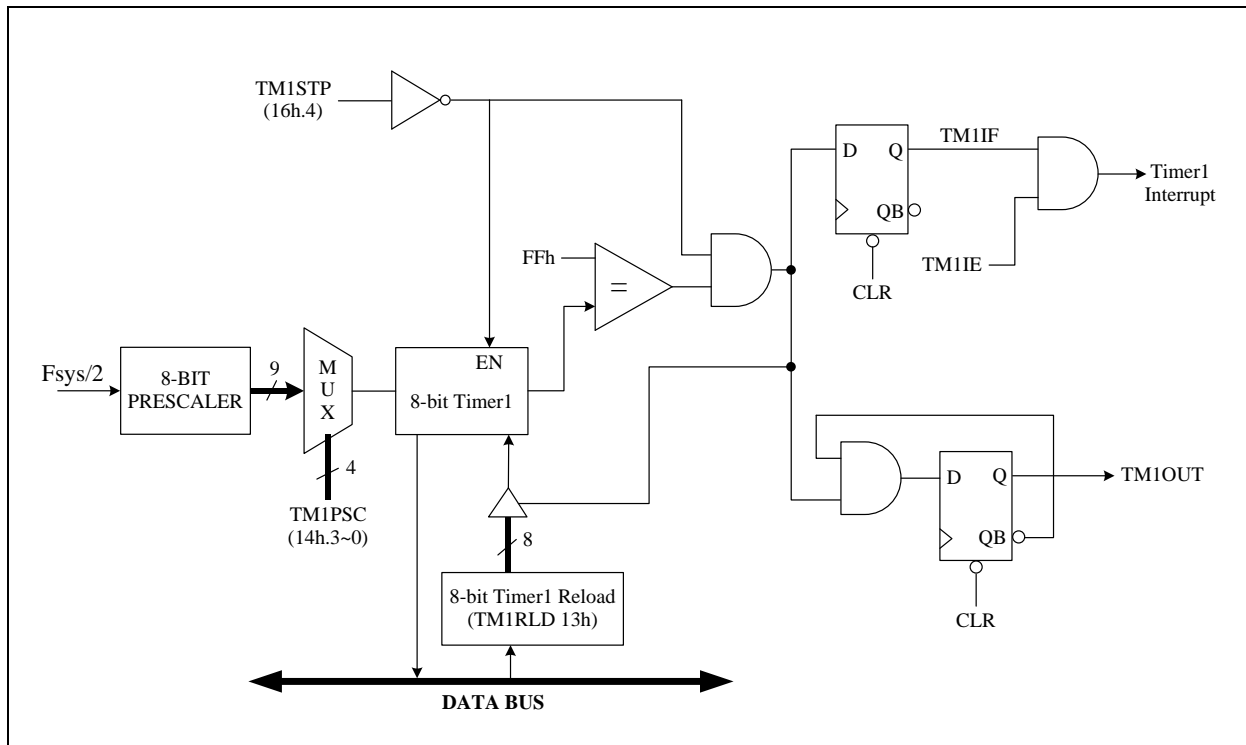 TM1STP
(16h.4)
D
Q
TM1IF
QB
CLR
TM1IE
Timer1
Interrupt
FFh
=
Fsys/2
8-BIT
PRESCALER
9
M
U
X
4
TM1PSC
(14h.3~0)
EN
8-bit Timer1
8
8-bit Timer1 Reload
(TM1RLD 13h)
D
Q
QB
CLR
TM1OUT
DATA BUS